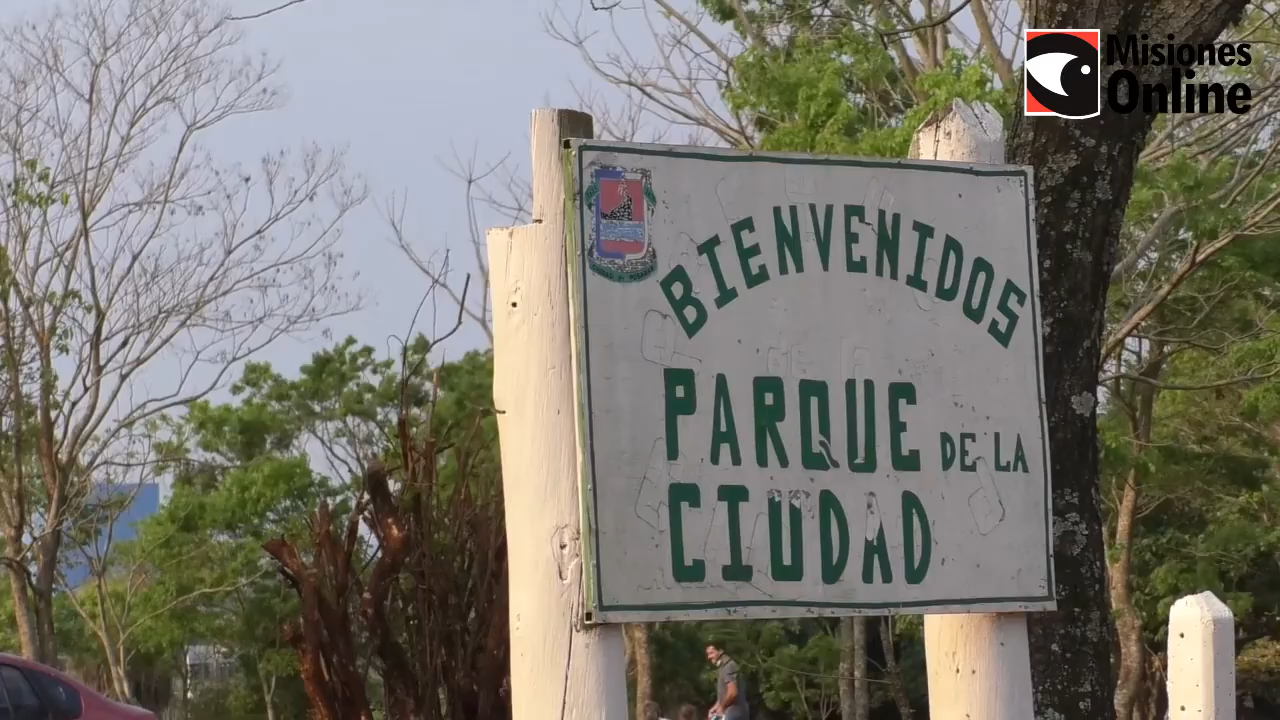 Misiones
Online
BIENVENIDOS
PARQUE DE LA
CIUDAD